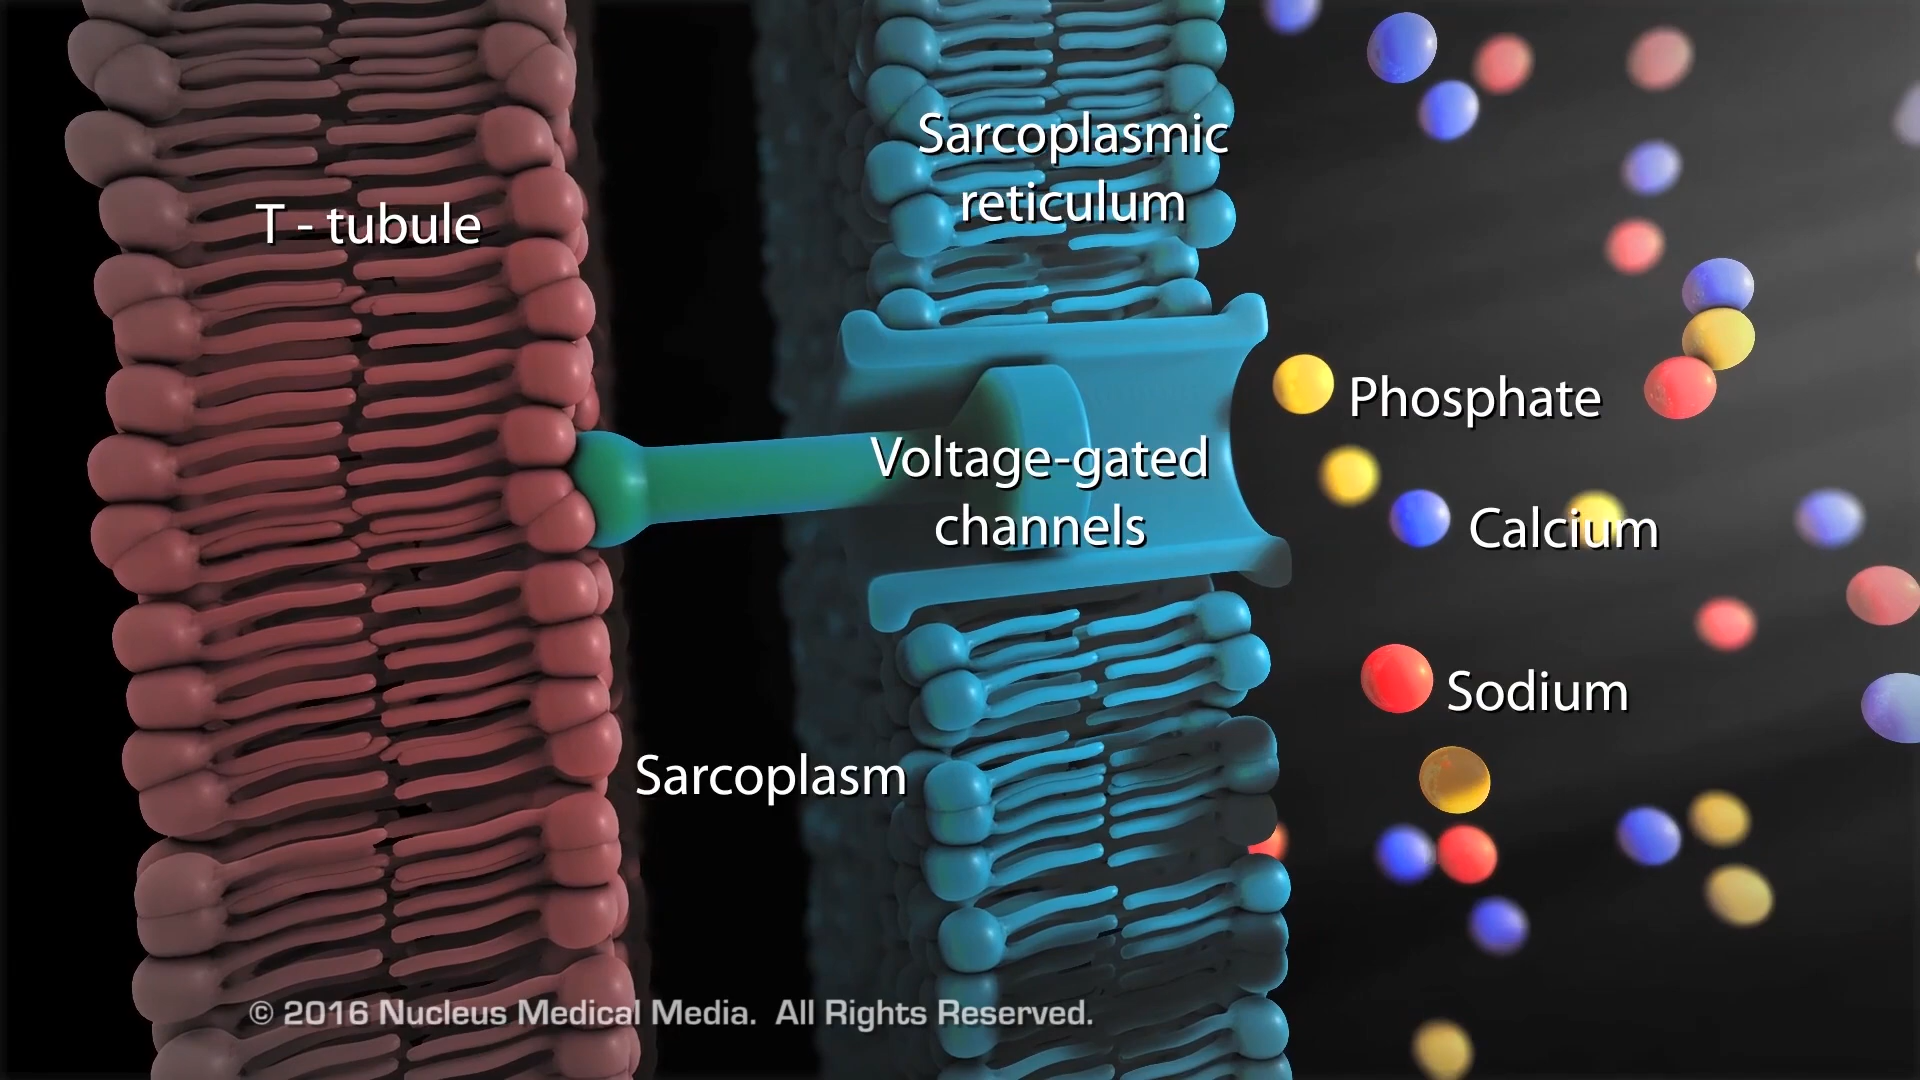 T - tubule
Sarcoplasmic
reticulum
Voltage-gated
channels
Phosphate
Calcium
Sodium
Sarcoplasm
© 2016 Nucleus Medical Media.  All Rights Reserved.